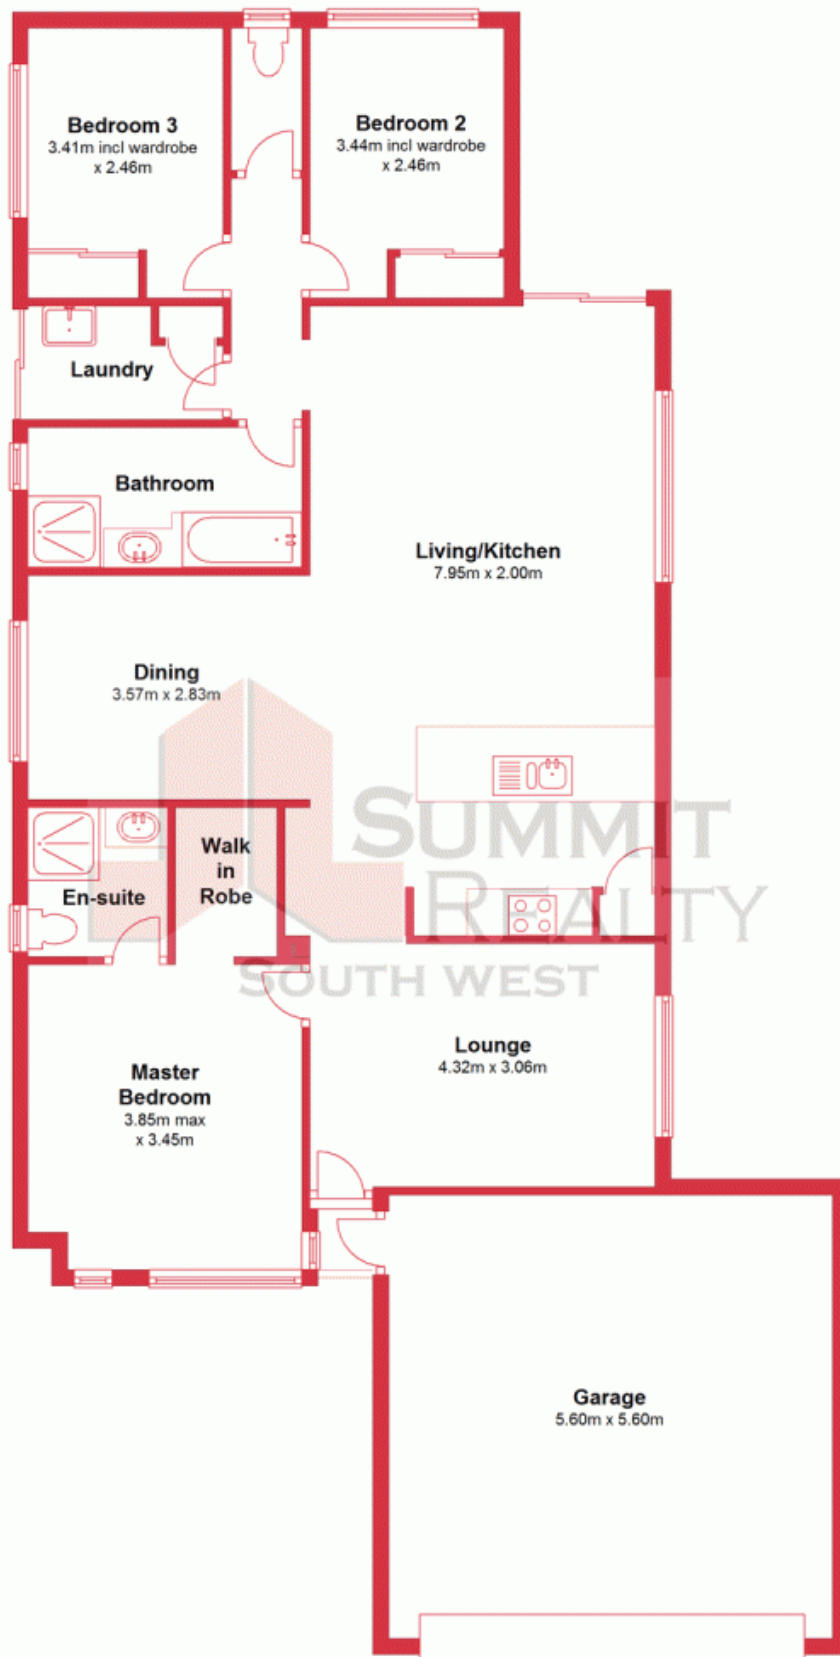 Bedroom 3
3.41m incl wardrobe
x 2.46m
Bedroom 2
3.44m incl wardrobe
x 2.46m
Laundry
Bathroom
Living/Kitchen
7.95m x 2.00m
Dining
3.57m x 2.83m
SUMMIT
REALTY
SOUTH WEST
Walk
in
Robe
En-suite
Lounge
4.32m x 3.06m
Master
Bedroom
3.85m max
x 3.45m
Garage
5.60m x 5.60m